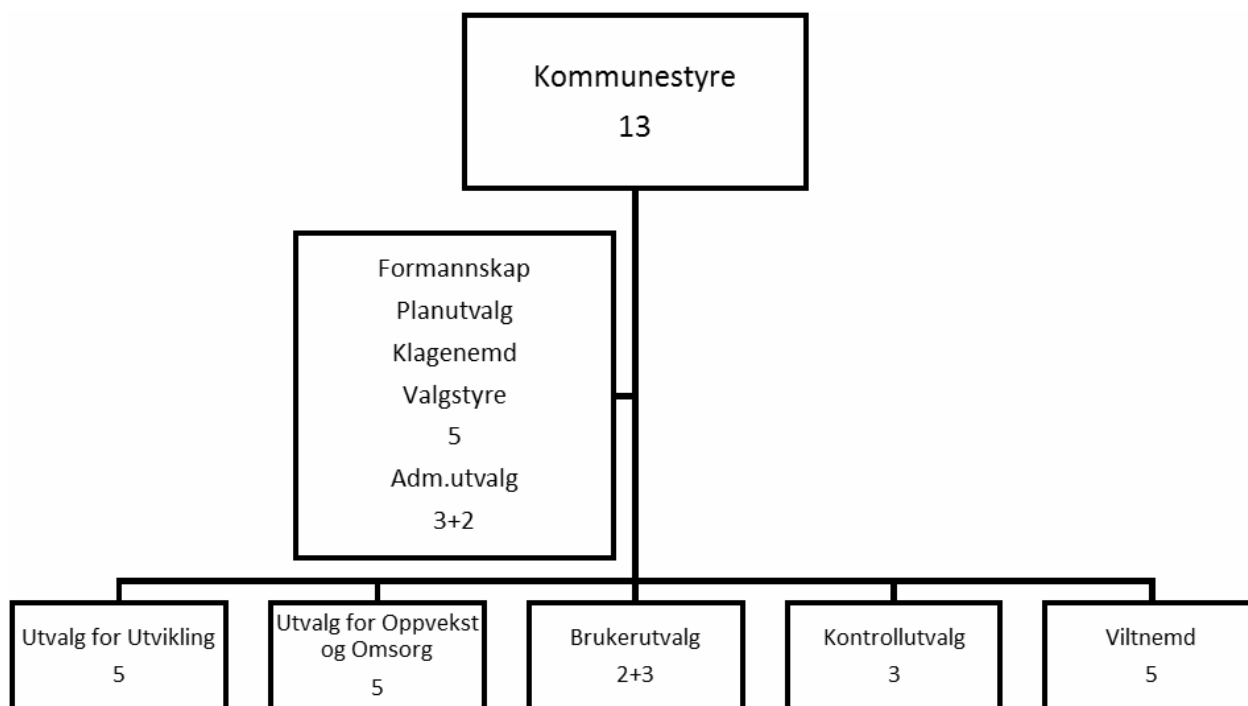 Kommunestyre
13
Formannskap
Planutvalg
Klagenemd
Valgstyre
5
Adm.utvalg
3+2
Utvalg for Utvikling
5
Utvalg for Oppvekst
og Omsorg
5
Brukerutvalg
2+3
Kontrollutvalg
3
Viltnemd
5